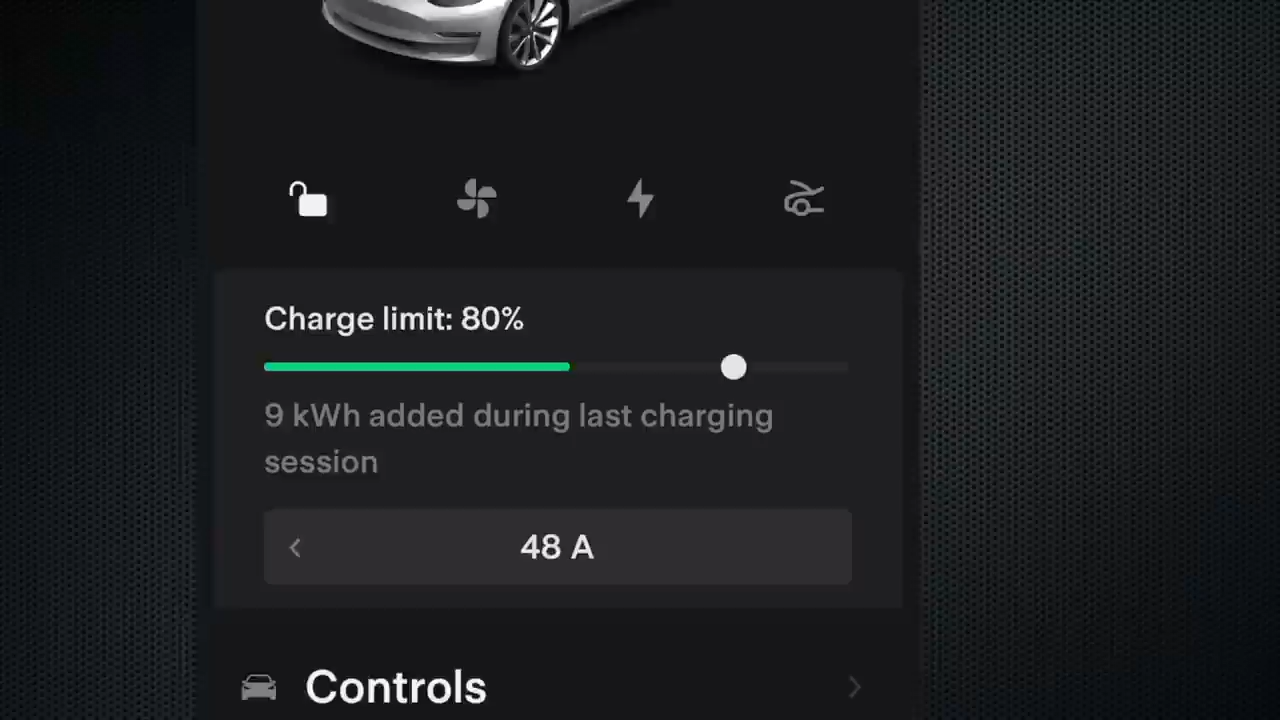 Charge limit: 80%
9 kWh added during last charging
session
48 A
Controls